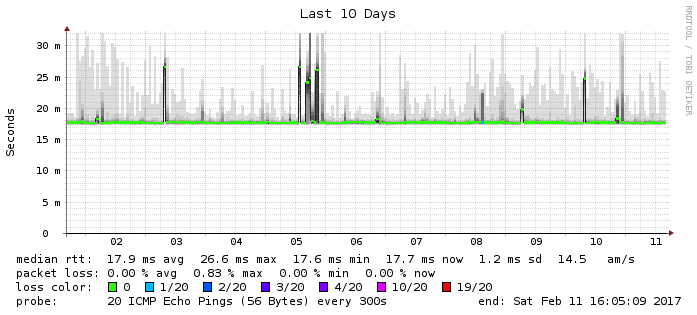 Last 10 Days
RRDTOOL / TOBI OETIKER
Seconds
30 m
25 m
20 m
15 m
10 m
5 m
0
02 03 04 05 06 07 08 09 10 11
median rtt: 17.9 ms avg 26.6 ms max 17.6 ms min 17.7 ms now 1.2 ms sd 14.5 am/s
packet loss: 0.00 % avg 0.83 % max 0.00 % min 0.00 % now
loss color: 0 1/20 2/20 3/20 4/20 10/20 19/20
probe: 20 ICMP Echo Pings (56 Bytes) every 300s end: Sat Feb 11 16:05:09 2017